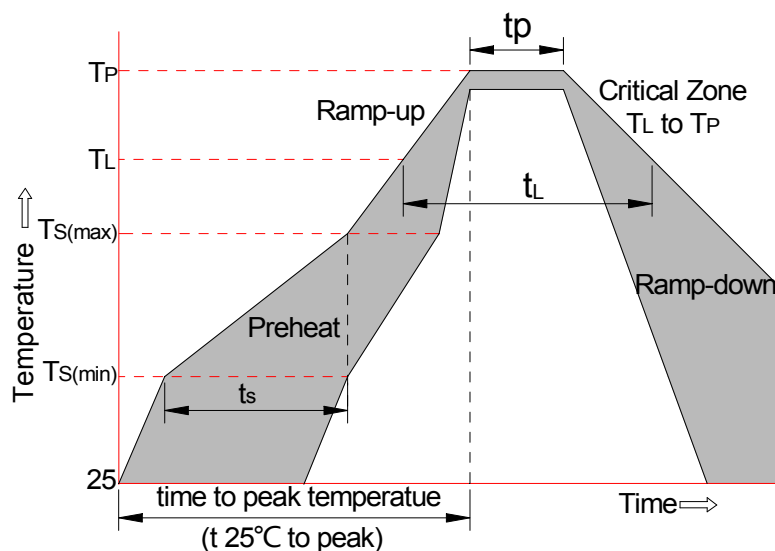 tp
TP
Ramp-up
Critical Zone
TL to TP
TL
tL
TS(max)
Temperature
Ramp-down
Preheat
TS(min)
ts
25
time to peak temperatue
Time
(t 25℃ to peak)